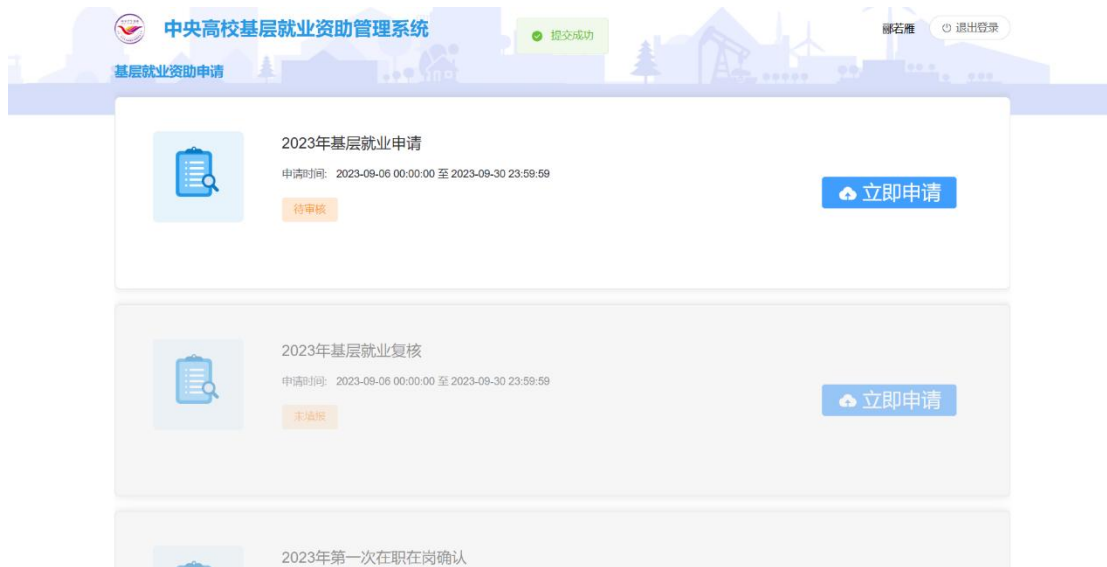 中央高校基层就业资助管理系统
提交成功
郦若雁
退出登录
基层就业资助申请
2023年基层就业申请
申请时间: 2023-09-06 00:00:00 至 2023-09-30 23:59:59
待审核
立即申请
2023年基层就业复核
申请时间: 2023-09-06 00:00:00 至 2023-09-30 23:59:59
未填报
立即申请
2023年第一次在职在岗确认